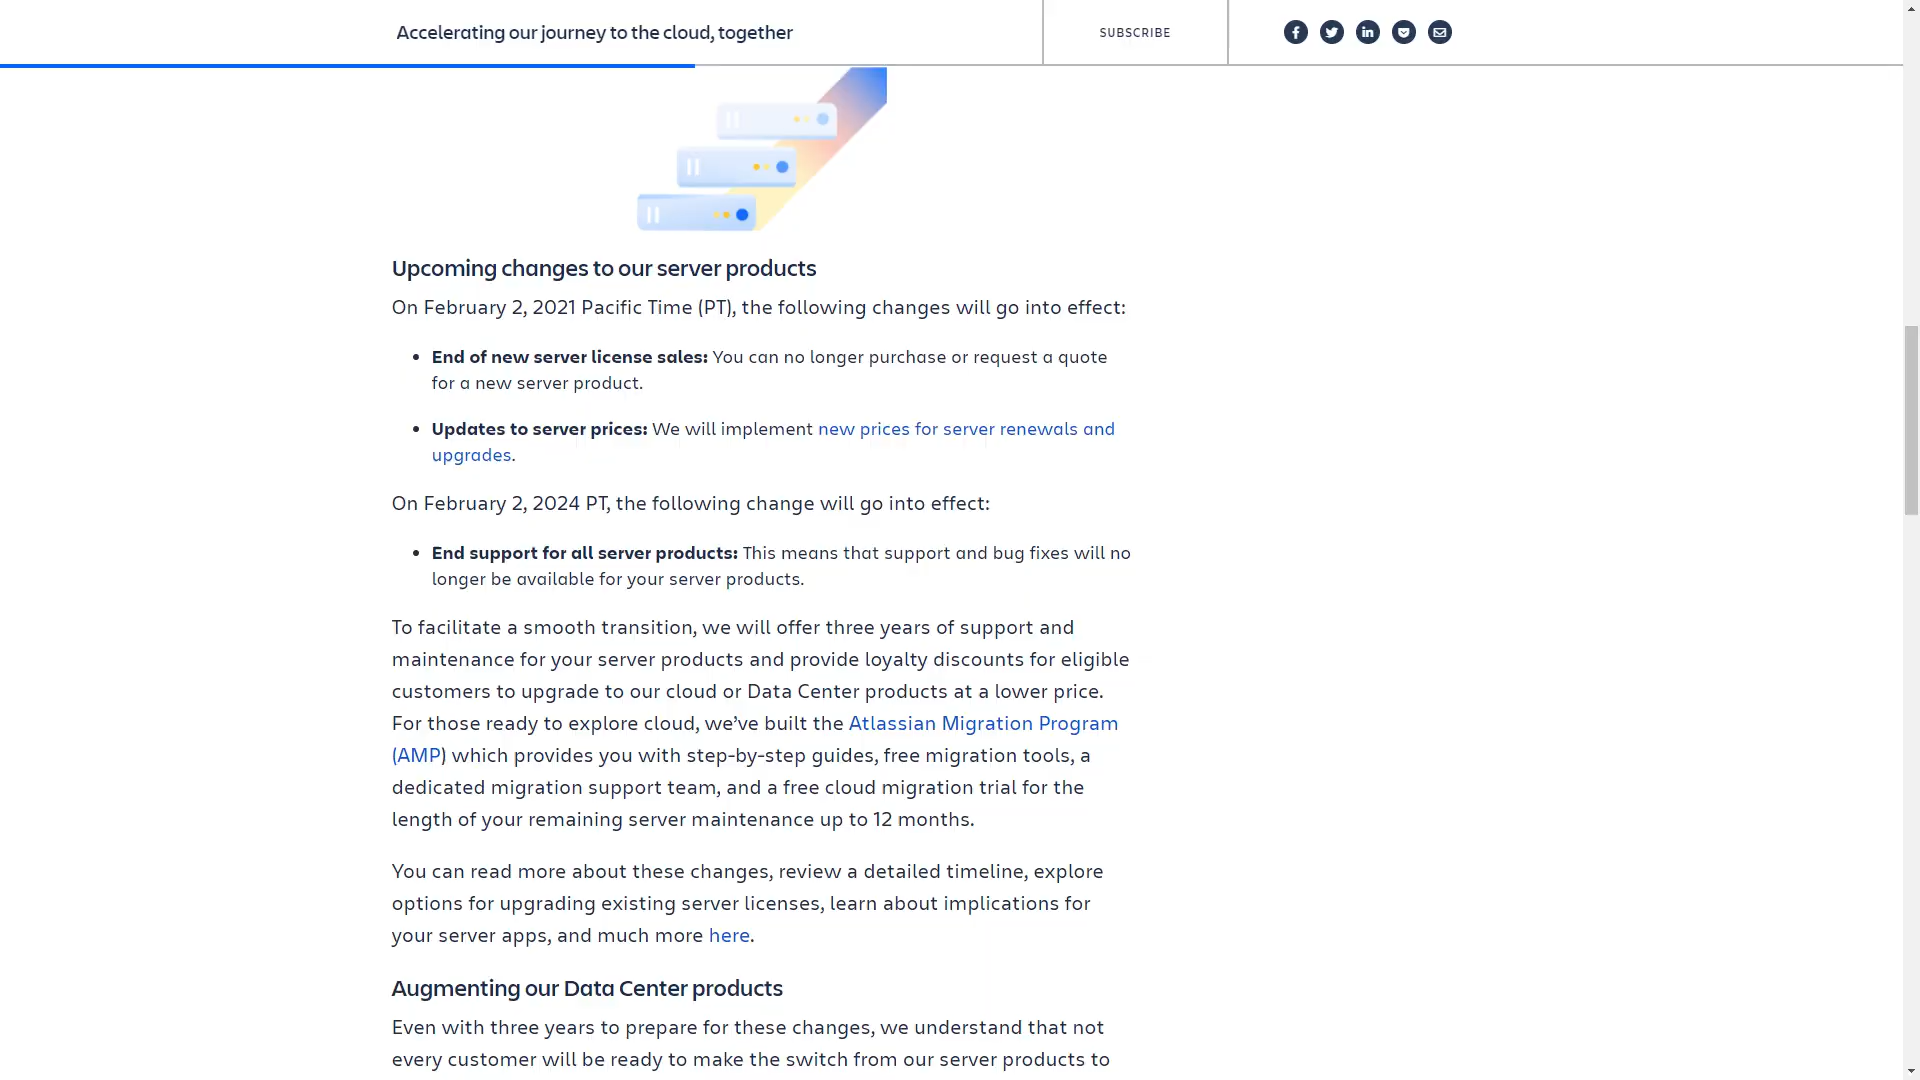 Accelerating our journey to the cloud, together
SUBSCRIBE
Upcoming changes to our server products
On February 2, 2021 Pacific Time (PT), the following changes will go into effect:
• End of new server license sales: You can no longer purchase or request a quote
for a new server product.
• Updates to server prices: We will implement new prices for server renewals and
upgrades.
On February 2, 2024 PT, the following change will go into effect:
• End support for all server products: This means that support and bug fixes will no
longer be available for your server products.
To facilitate a smooth transition, we will offer three years of support and
maintenance for your server products and provide loyalty discounts for eligible
customers to upgrade to our cloud or Data Center products at a lower price.
For those ready to explore cloud, we’ve built the Atlassian Migration Program
(AMP) which provides you with step-by-step guides, free migration tools, a
dedicated migration support team, and a free cloud migration trial for the
length of your remaining server maintenance up to 12 months.
You can read more about these changes, review a detailed timeline, explore
options for upgrading existing server licenses, learn about implications for
your server apps, and much more here.
Augmenting our Data Center products
Even with three years to prepare for these changes, we understand that not
every customer will be ready to make the switch from our server products to